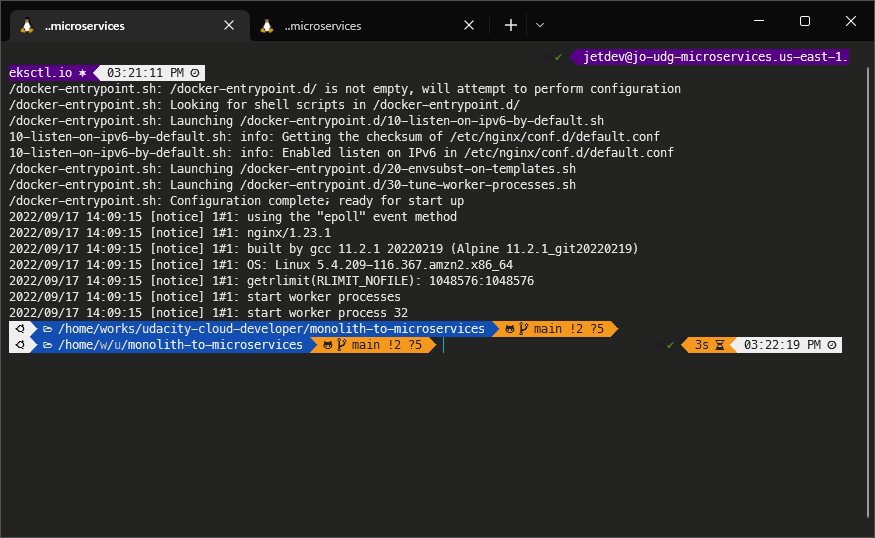 ..microservices
..microservices
jetdev@jo-udg-microservices.us-east-1.
eksctl.io 03:21:11 PM
/docker-entrypoint.sh: /docker-entrypoint.d/ is not empty, will attempt to perform configuration
/docker-entrypoint.sh: Looking for shell scripts in /docker-entrypoint.d/
/docker-entrypoint.sh: Launching /docker-entrypoint.d/10-listen-on-ipv6-by-default.sh
10-listen-on-ipv6-by-default.sh: info: Getting the checksum of /etc/nginx/conf.d/default.conf
10-listen-on-ipv6-by-default.sh: info: Enabled listen on IPv6 in /etc/nginx/conf.d/default.conf
/docker-entrypoint.sh: Launching /docker-entrypoint.d/20-envsubst-on-templates.sh
/docker-entrypoint.sh: Launching /docker-entrypoint.d/30-tune-worker-processes.sh
/docker-entrypoint.sh: Configuration complete; ready for start up
2022/09/17 14:09:15 [notice] 1#1: using the "epoll" event method
2022/09/17 14:09:15 [notice] 1#1: nginx/1.23.1
2022/09/17 14:09:15 [notice] 1#1: built by gcc 11.2.1 20220219 (Alpine 11.2.1_git20220219)
2022/09/17 14:09:15 [notice] 1#1: OS: Linux 5.4.209-116.367.amzn2.x86_64
2022/09/17 14:09:15 [notice] 1#1: getrlimit(RLIMIT_NOFILE): 1048576:1048576
2022/09/17 14:09:15 [notice] 1#1: start worker processes
2022/09/17 14:09:15 [notice] 1#1: start worker process 32
/home/works/udacity-cloud-developer/monolith-to-microservices main !2 ?5
/home/w/u/monolith-to-microservices main !2 ?5 3s 03:22:19 PM